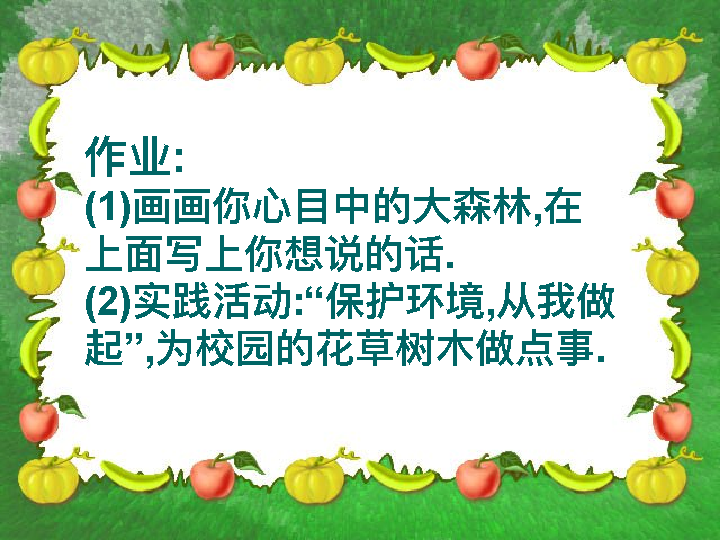 作业:
(1)画画你心目中的大森林,在
上面写上你想说的话.
(2)实践活动:“保护环境,从我做
起”,为校园的花草树木做点事.